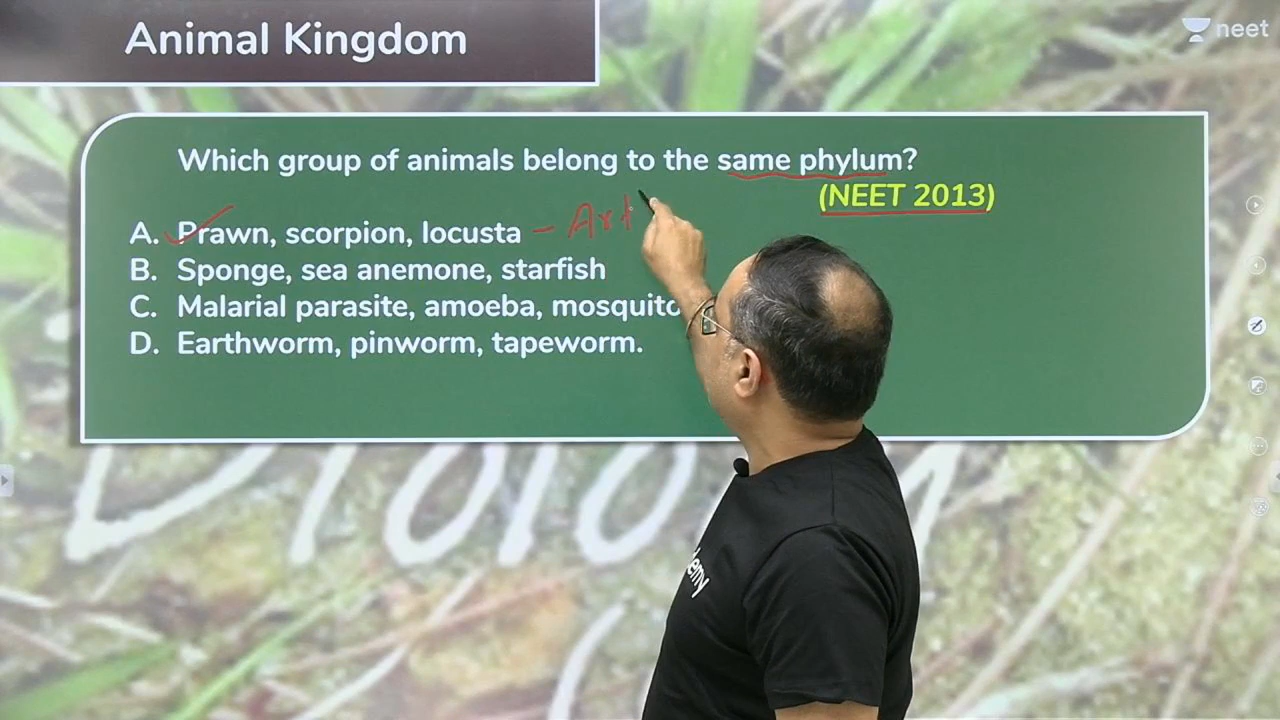 Animal Kingdom
neet
Which group of animals belong to the same phylum?
(NEET 2013)
A. Prawn, scorpion, locusta - Art
B. Sponge, sea anemone, starfish
C. Malarial parasite, amoeba, mosquito
D. Earthworm, pinworm, tapeworm.